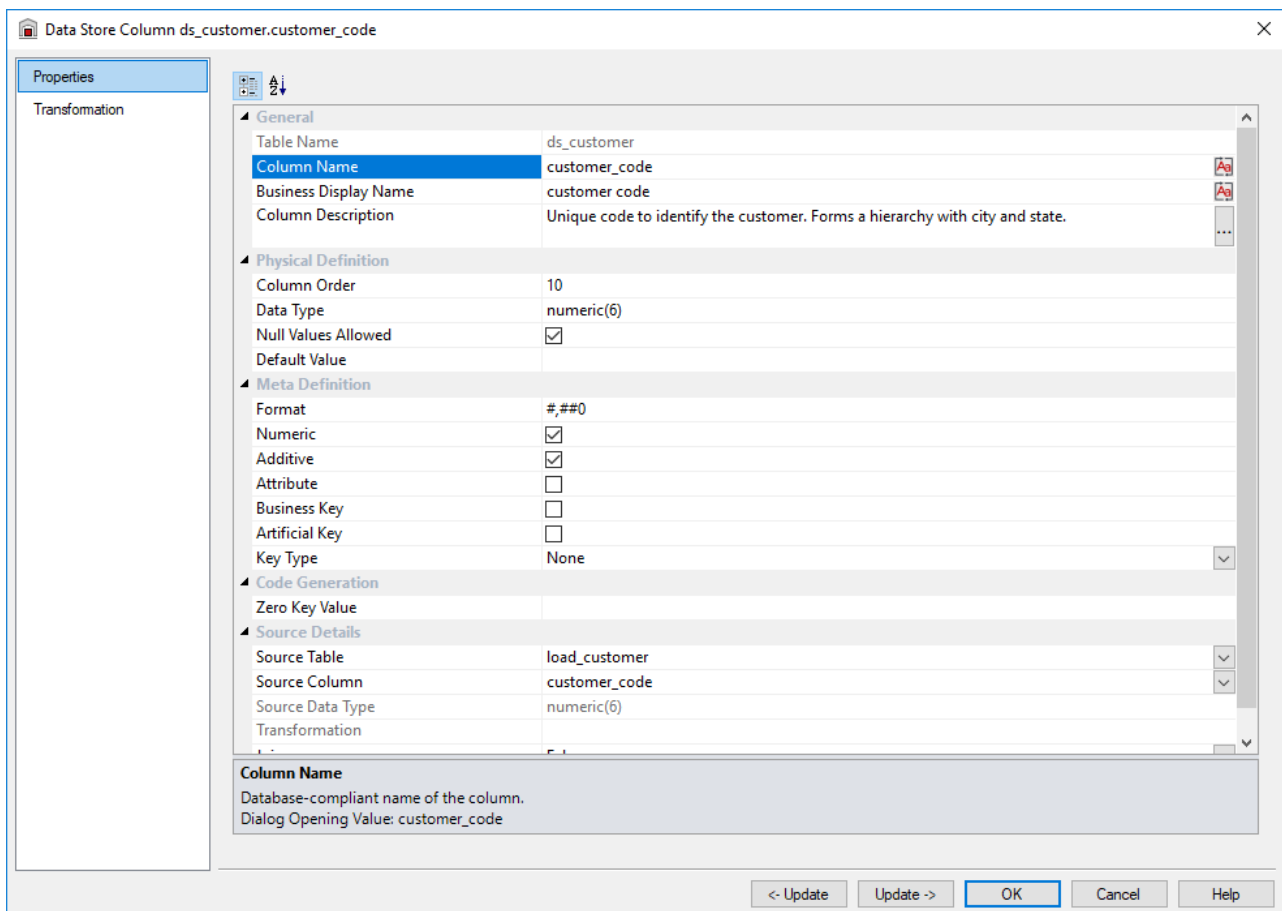 Data Store Column ds_customer.customer_code
Properties
Transformation
General
Table Name ds_customer
Column Name customer_code
Business Display Name customer code
Column Description Unique code to identify the customer. Forms a hierarchy with city and state.
...
Physical Definition
Column Order 10
Data Type numeric(6)
Null Values Allowed
Default Value
Meta Definition
Format #,##0
Numeric
Additive
Attribute
Business Key
Artificial Key
Key Type None
Code Generation
Zero Key Value
Source Details
Source Table load_customer
Source Column customer_code
Source Data Type numeric(6)
Transformation
Column Name
Database-compliant name of the column.
Dialog Opening Value: customer_code
<- Update Update -> OK Cancel Help